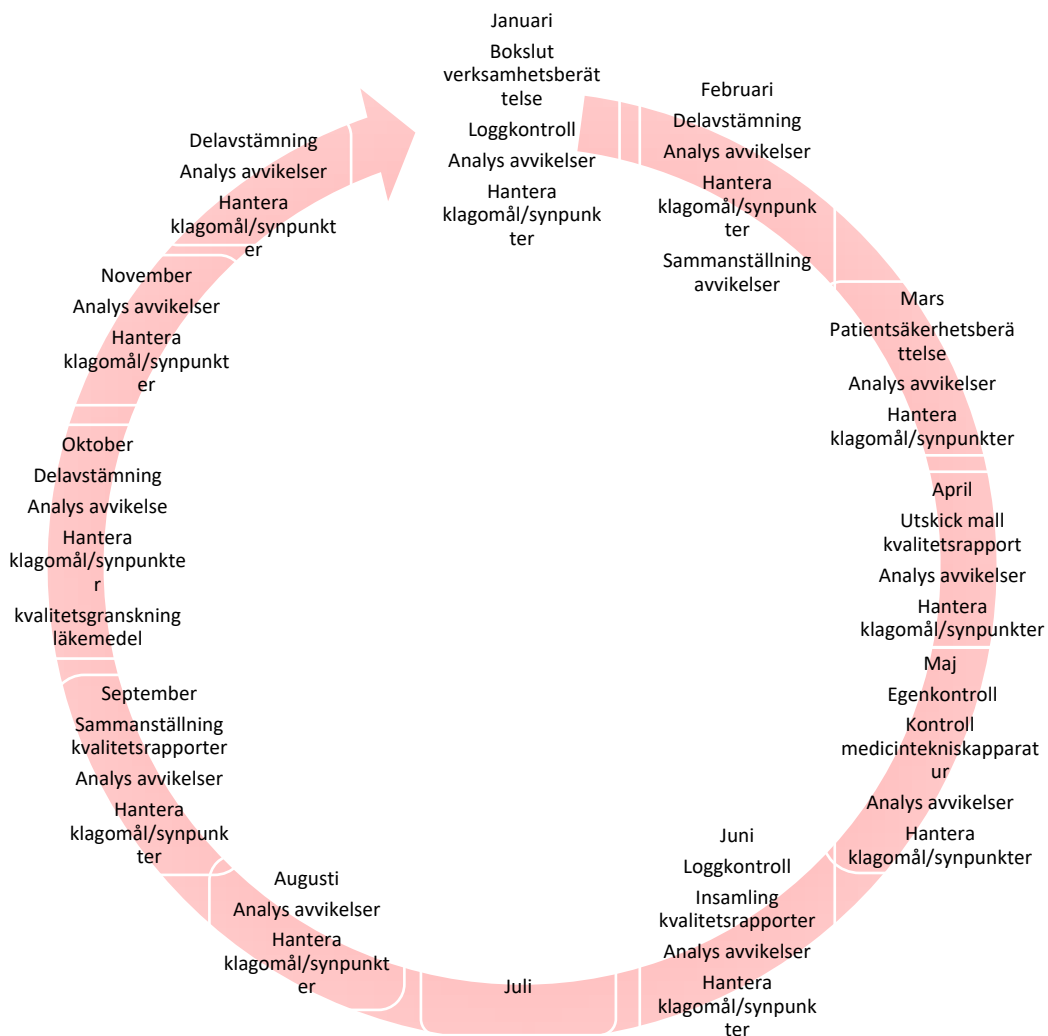 Januari
Bokslut
verksamhetsberät
telse
Loggkontroll
Analys avvikelser
Hantera
klagomål/synpunk
ter
Februari
Delavstämning
Analys avvikelser
Hantera
klagomål/synpunk
ter
Sammanställning
avvikelser
Mars
Patientsäkerhetsberä
ttelse
Analys avvikelser
Hantera
klagomål/synpunkter
April
Utskick mall
kvalitetsrapport
Analys avvikelser
Hantera
klagomål/synpunkter
Maj
Egenkontroll
Kontroll
medicintekniskapparat
ur
Analys avvikelser
Hantera
klagomål/synpunkter
Juni
Loggkontroll
Insamling
kvalitetsrapporter
Analys avvikelser
Hantera
klagomål/synpunk
ter
Juli
Augusti
Analys avvikelser
Hantera
klagomål/synpunkt
er
September
Sammanställning
kvalitetsrapporter
Analys avvikelser
Hantera
klagomål/synpunk
ter
Oktober
Delavstämning
Analys avvikelse
Hantera
klagomål/synpunkte
r
kvalitetsgranskning
läkemedel
November
Analys avvikelser
Hantera
klagomål/synpunkt
er
Delavstämning
Analys avvikelser
Hantera
klagomål/synpunkt
er